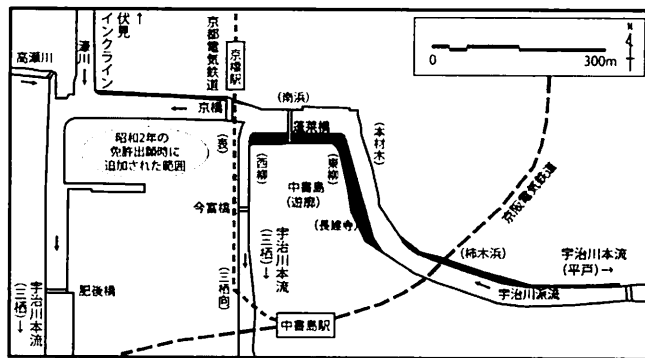 伏見
インクライン
↑
高瀬川
濠川
京都電気鉄道
京橋駅
N
0 300m
京橋
(南浜)
蓬莱橋
昭和2年の
免許出願時に
追加された範囲
(表)
(西柳)
(東柳)
(本材木)
中書島
(遊廓)
今富橋
(長建寺)
京阪電気鉄道
(柿木浜)
宇治川本流
(平戸)→
宇治川派流
宇治川本流
(三栖)↓
(三栖向)
宇治川本流
(三栖)↓
肥後橋
中書島駅